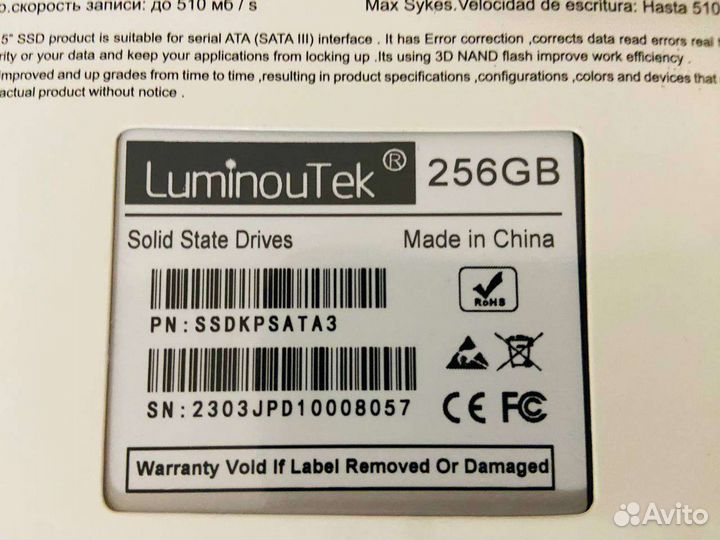 скорость записи: до 510 мб / s
Max Sykes.Velocidad de escritura: Hasta 510
5" SSD product is suitable for serial ATA (SATA III) interface . It has Error correction ,corrects data read errors real
or your data and keep your applications from locking up .Its using 3D NAND flash improve work efficiency .
improved and up grades from time to time ,resulting in product specifications ,configurations ,colors and devices that
actual product without notice .
LuminouTek ® 256GB
Solid State Drives Made in China
RoHS
PN:SSDKPSATA3
SN:2303JPD10008057
CE FC
Warranty Void If Label Removed Or Damaged
Avito